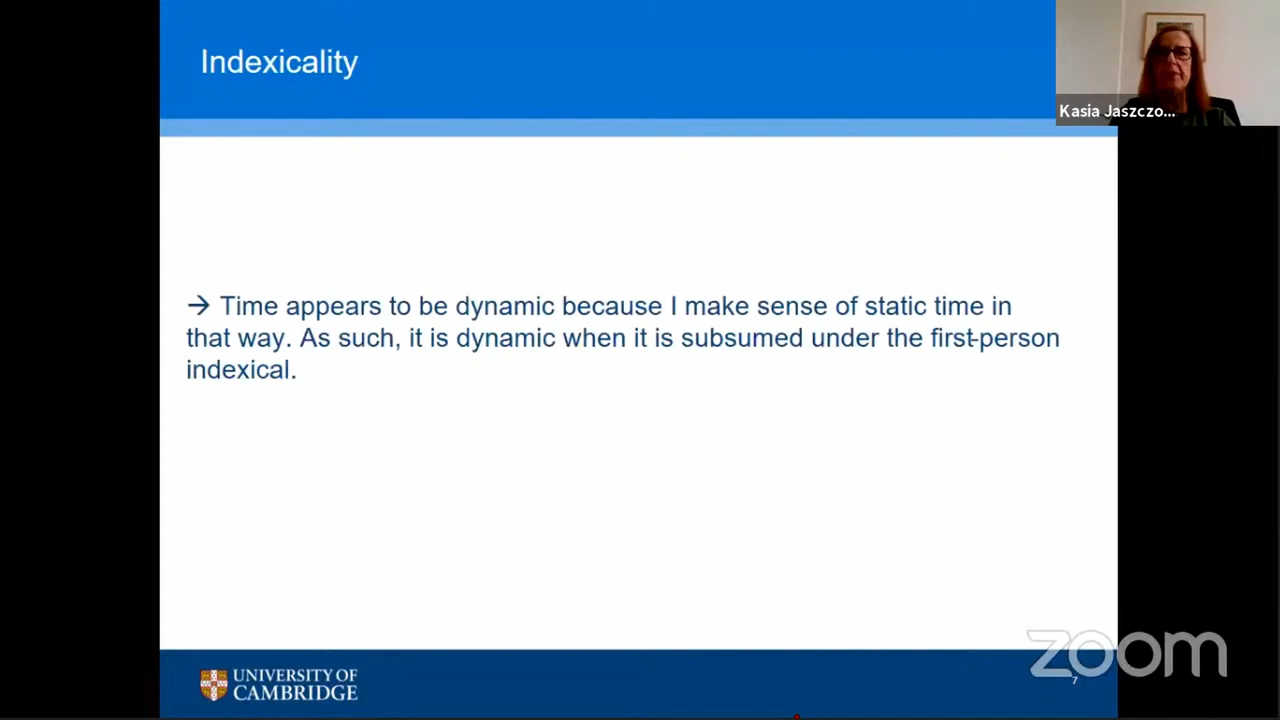 Indexicality
Kasia Jaszczo...
→ Time appears to be dynamic because I make sense of static time in
that way. As such, it is dynamic when it is subsumed under the first-person
indexical.
UNIVERSITY OF
CAMBRIDGE
zoom
7